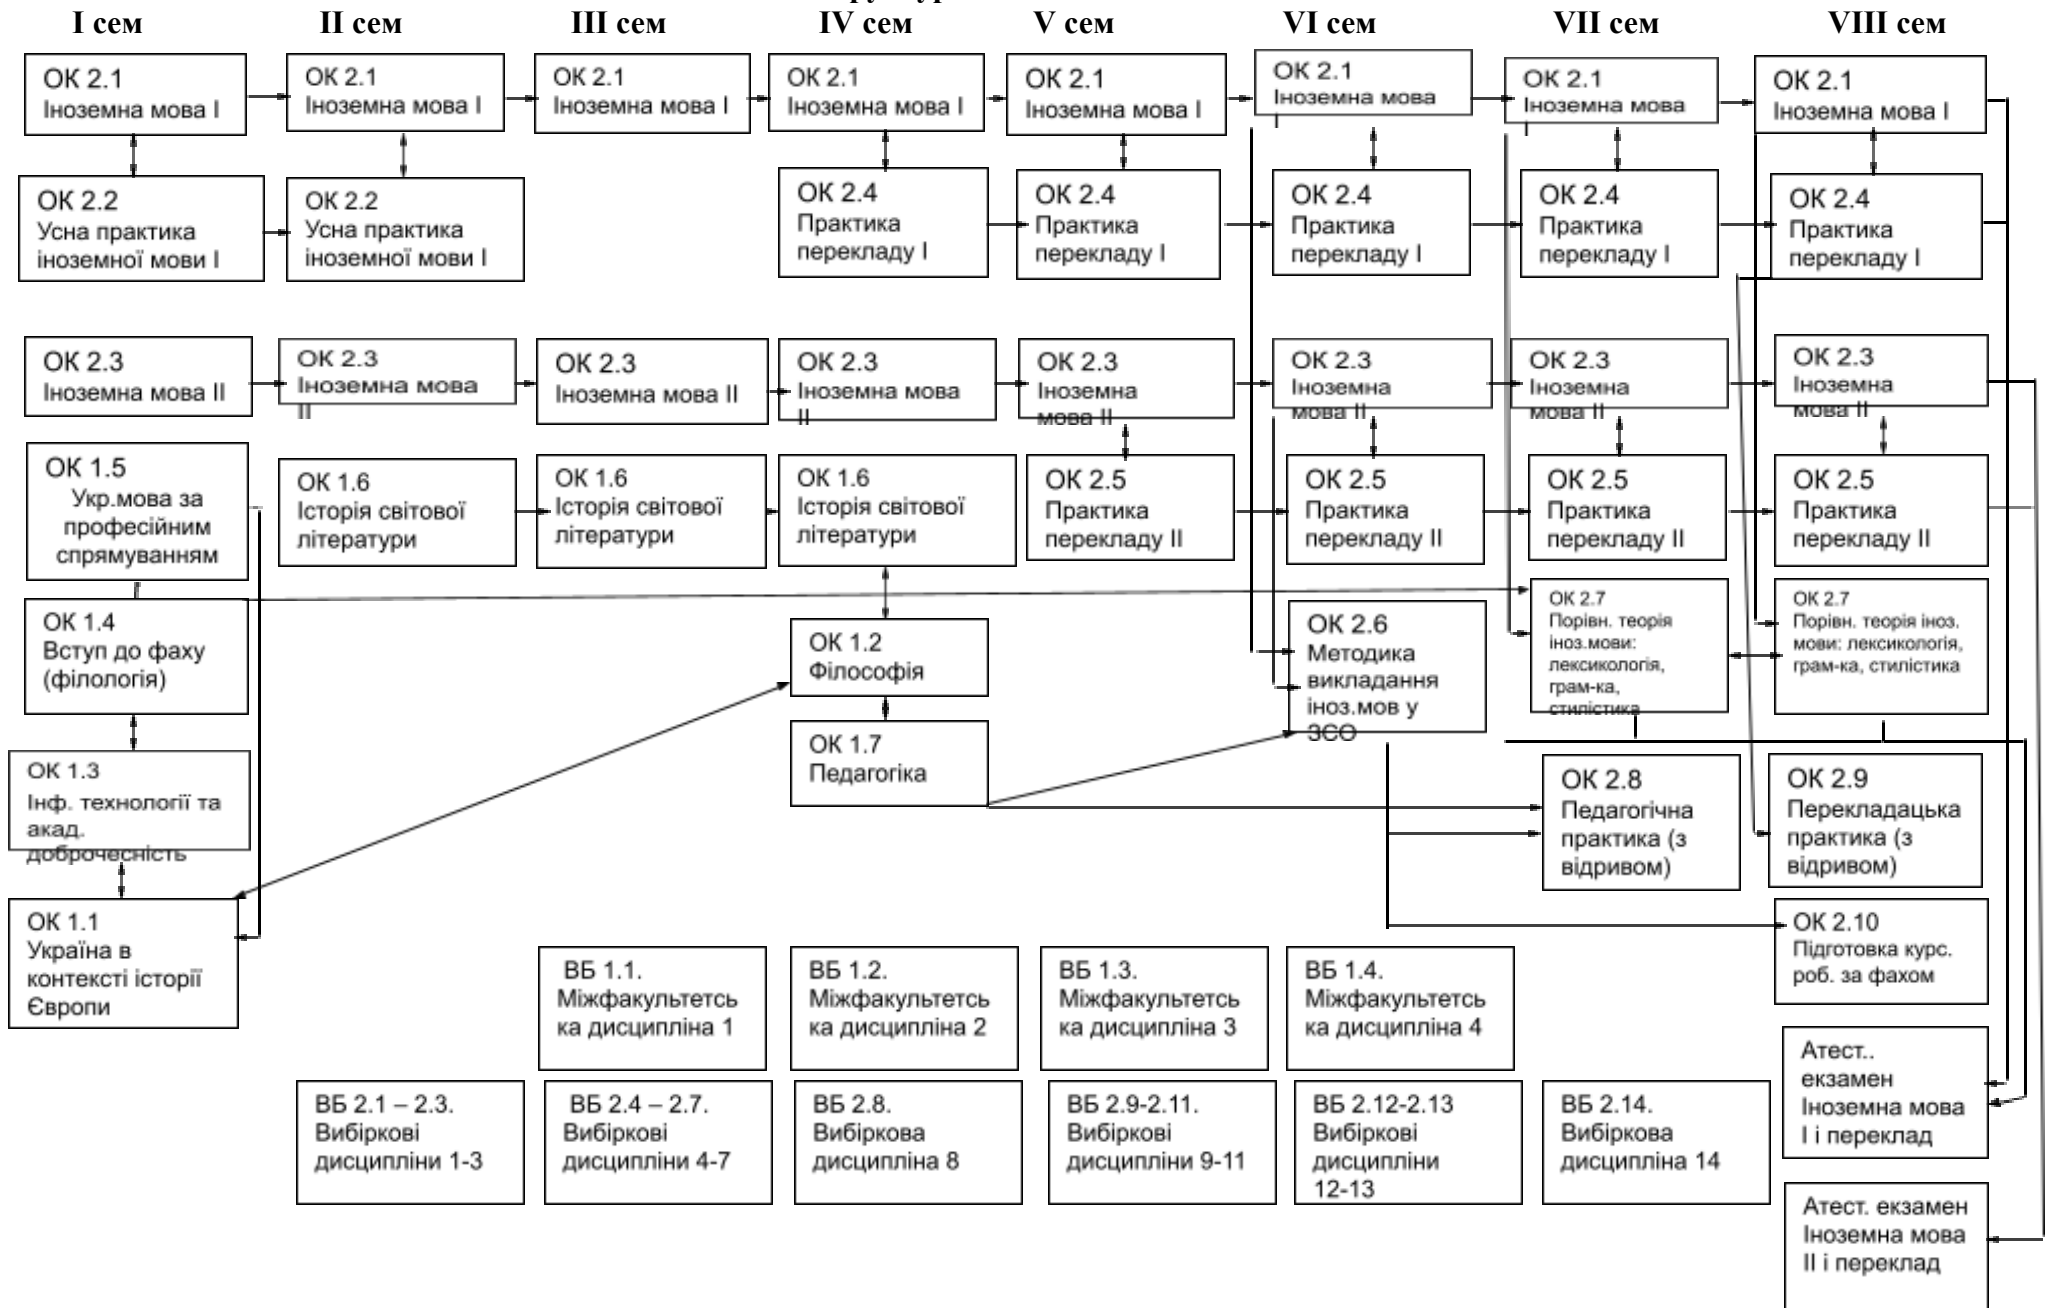 І сем
ІІ сем
ІІІ сем
IV сем
V сем
VI сем
VII сем
VIII сем
ОК 2.1
Іноземна мова І
ОК 2.1
Іноземна мова І
ОК 2.1
Іноземна мова І
ОК 2.1
Іноземна мова І
ОК 2.1
Іноземна мова І
ОК 2.1
Іноземна мова
І
ОК 2.1
Іноземна мова
І
ОК 2.1
Іноземна мова І
ОК 2.2
Усна практика
іноземної мови І
ОК 2.2
Усна практика
іноземної мови І
ОК 2.4
Практика
перекладу І
ОК 2.4
Практика
перекладу І
ОК 2.4
Практика
перекладу І
ОК 2.4
Практика
перекладу І
ОК 2.4
Практика
перекладу І
ОК 2.3
Іноземна мова ІІ
ОК 2.3
Іноземна мова
ІІ
ОК 2.3
Іноземна мова ІІ
ОК 2.3
Іноземна мова
ІІ
ОК 2.3
Іноземна
мова ІІ
ОК 2.3
Іноземна
мова ІІ
ОК 2.3
Іноземна
мова ІІ
ОК 2.3
Іноземна
мова ІІ
ОК 1.5
Укр.мова за
професійним
спрямуванням
ОК 1.6
Історія світової
літератури
ОК 1.6
Історія світової
літератури
ОК 1.6
Історія світової
літератури
ОК 2.5
Практика
перекладу ІІ
ОК 2.5
Практика
перекладу ІІ
ОК 2.5
Практика
перекладу ІІ
ОК 2.5
Практика
перекладу ІІ
ОК 1.4
Вступ до фаху
(філологія)
ОК 1.2
Філософія
ОК 2.6
Методика
викладання
іноз.мов у
ЗСО
ОК 2.7
Порівн. теорія
іноз.мови:
лексикологія,
грам-ка,
стилістика
ОК 2.7
Порівн. теорія іноз.
мови: лексикологія,
грам-ка, стилістика
ОК 1.3
Інф. технології та
акад.
доброчесність
ОК 1.7
Педагогіка
ОК 2.8
Педагогічна
практика (з
відривом)
ОК 2.9
Перекладацька
практика (з
відривом)
ОК 1.1
Україна в
контексті історії
Європи
ОК 2.10
Підготовка курс.
роб. за фахом
ВБ 1.1.
Міжфакультетсь
ка дисципліна 1
ВБ 1.2.
Міжфакультетсь
ка дисципліна 2
ВБ 1.3.
Міжфакультетсь
ка дисципліна 3
ВБ 1.4.
Міжфакультетсь
ка дисципліна 4
Атест..
екзамен
Іноземна мова
І і переклад
ВБ 2.1 – 2.3.
Вибіркові
дисципліни 1-3
ВБ 2.4 – 2.7.
Вибіркові
дисципліни 4-7
ВБ 2.8.
Вибіркова
дисципліна 8
ВБ 2.9-2.11.
Вибіркові
дисципліни 9-11
ВБ 2.12-2.13
Вибіркові
дисципліни
12-13
ВБ 2.14.
Вибіркова
дисципліна 14
Атест. екзамен
Іноземна мова
ІІ і переклад